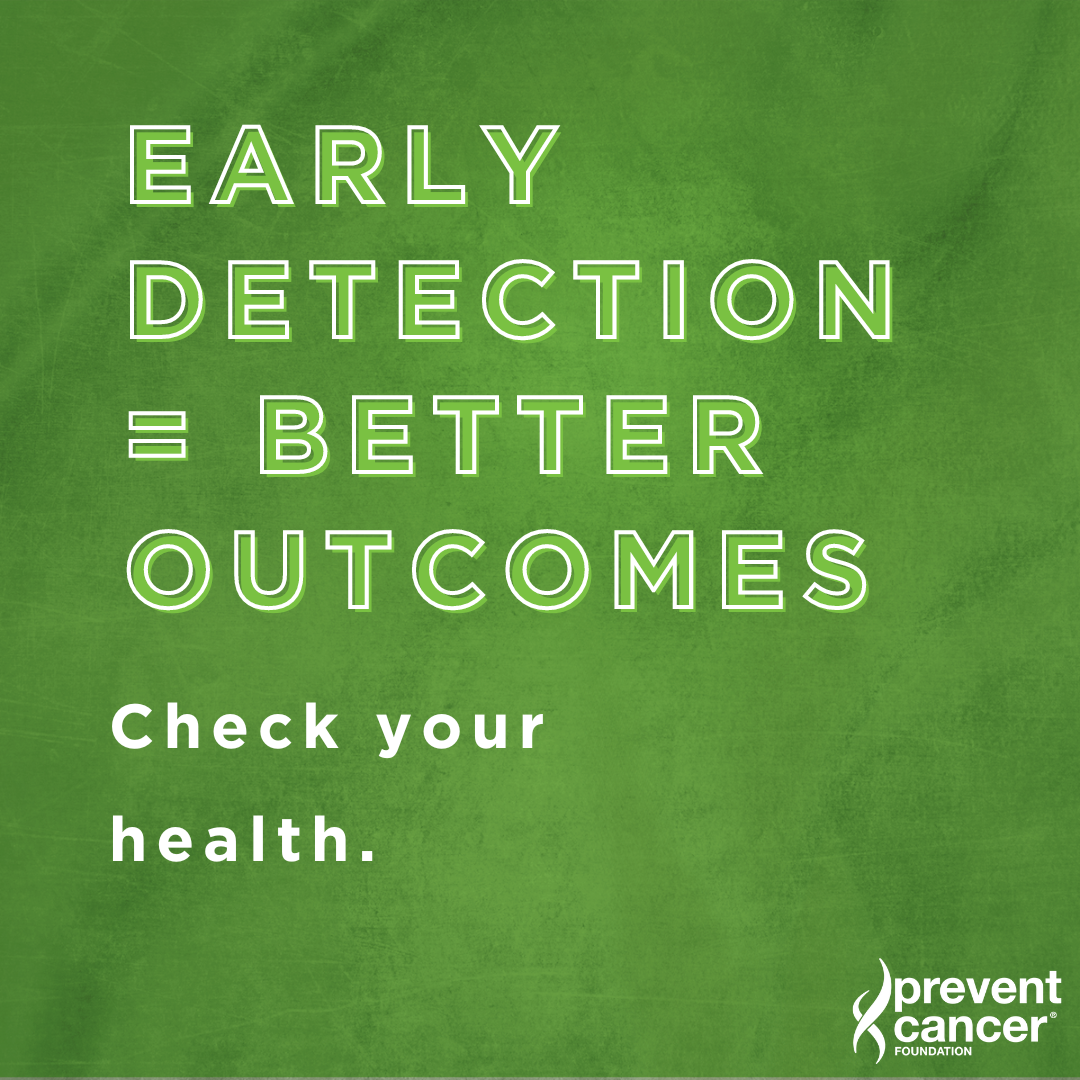 EARLY
DETECTION
= BETTER
OUTCOMES
Check your
health.
prevent
cancer®
FOUNDATION